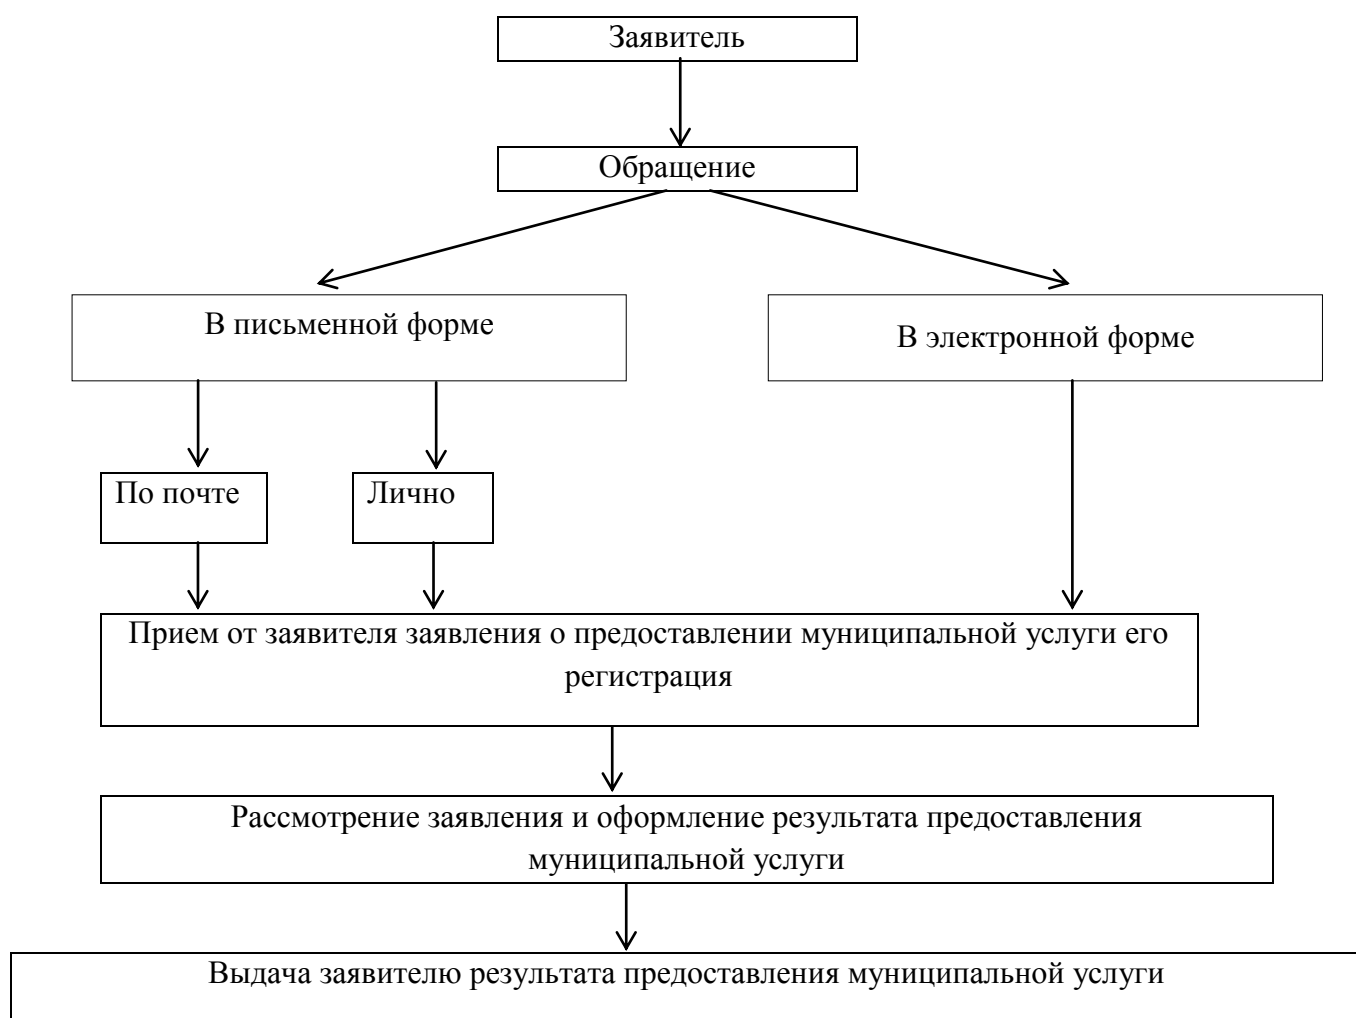 Заявитель
Обращение
В письменной форме
В электронной форме
По почте
Лично
Прием от заявителя заявления о предоставлении муниципальной услуги его
регистрация
Рассмотрение заявления и оформление результата предоставления
муниципальной услуги
Выдача заявителю результата предоставления муниципальной услуги